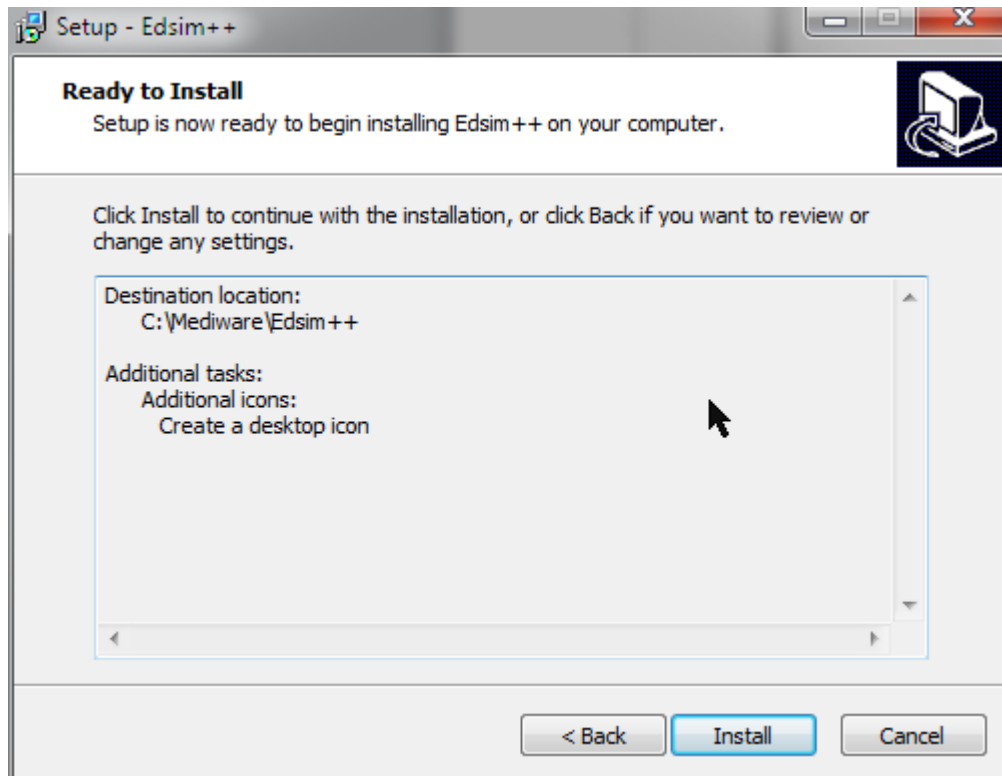 Setup - Edsim++
Ready to Install
Setup is now ready to begin installing Edsim++ on your computer.
Click Install to continue with the installation, or click Back if you want to review or
change any settings.
Destination location:
C:\Mediware\Edsim++
Additional tasks:
Additional icons:
Create a desktop icon
< Back
Install
Cancel